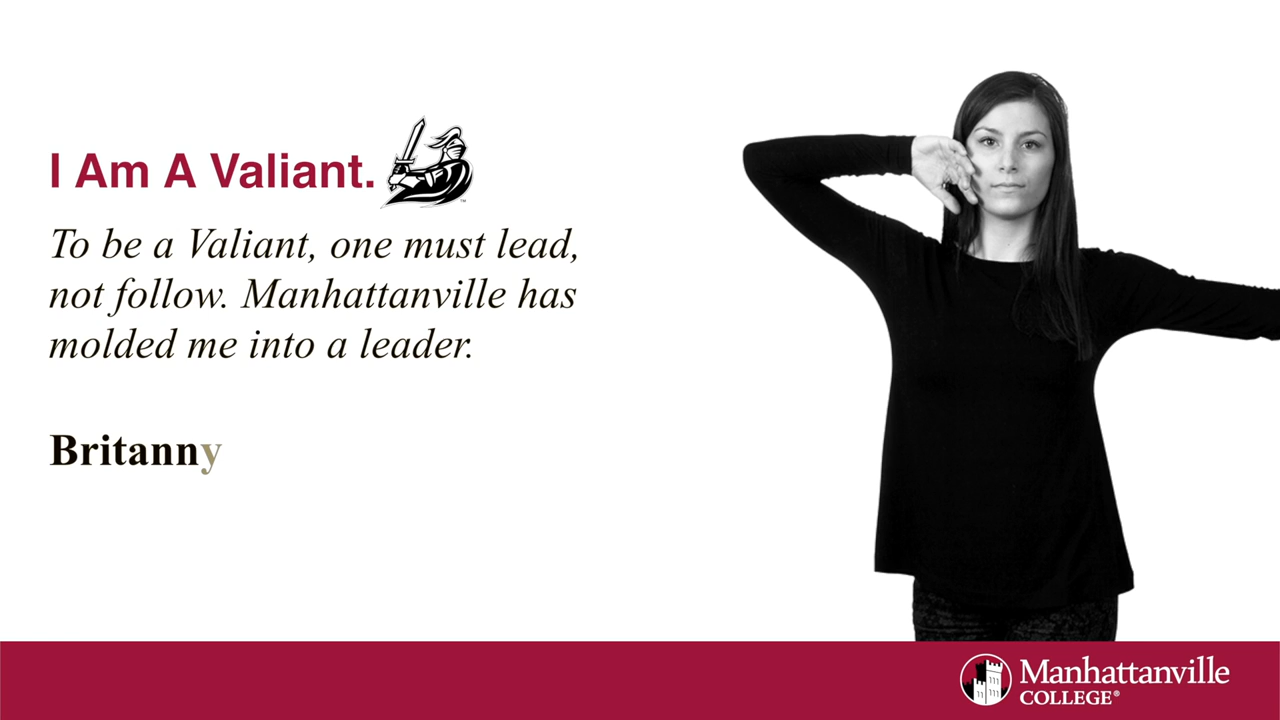 I Am A Valiant.
™
To be a Valiant, one must lead,
not follow. Manhattanville has
molded me into a leader.
Britanny
Manhattanville
COLLEGE®